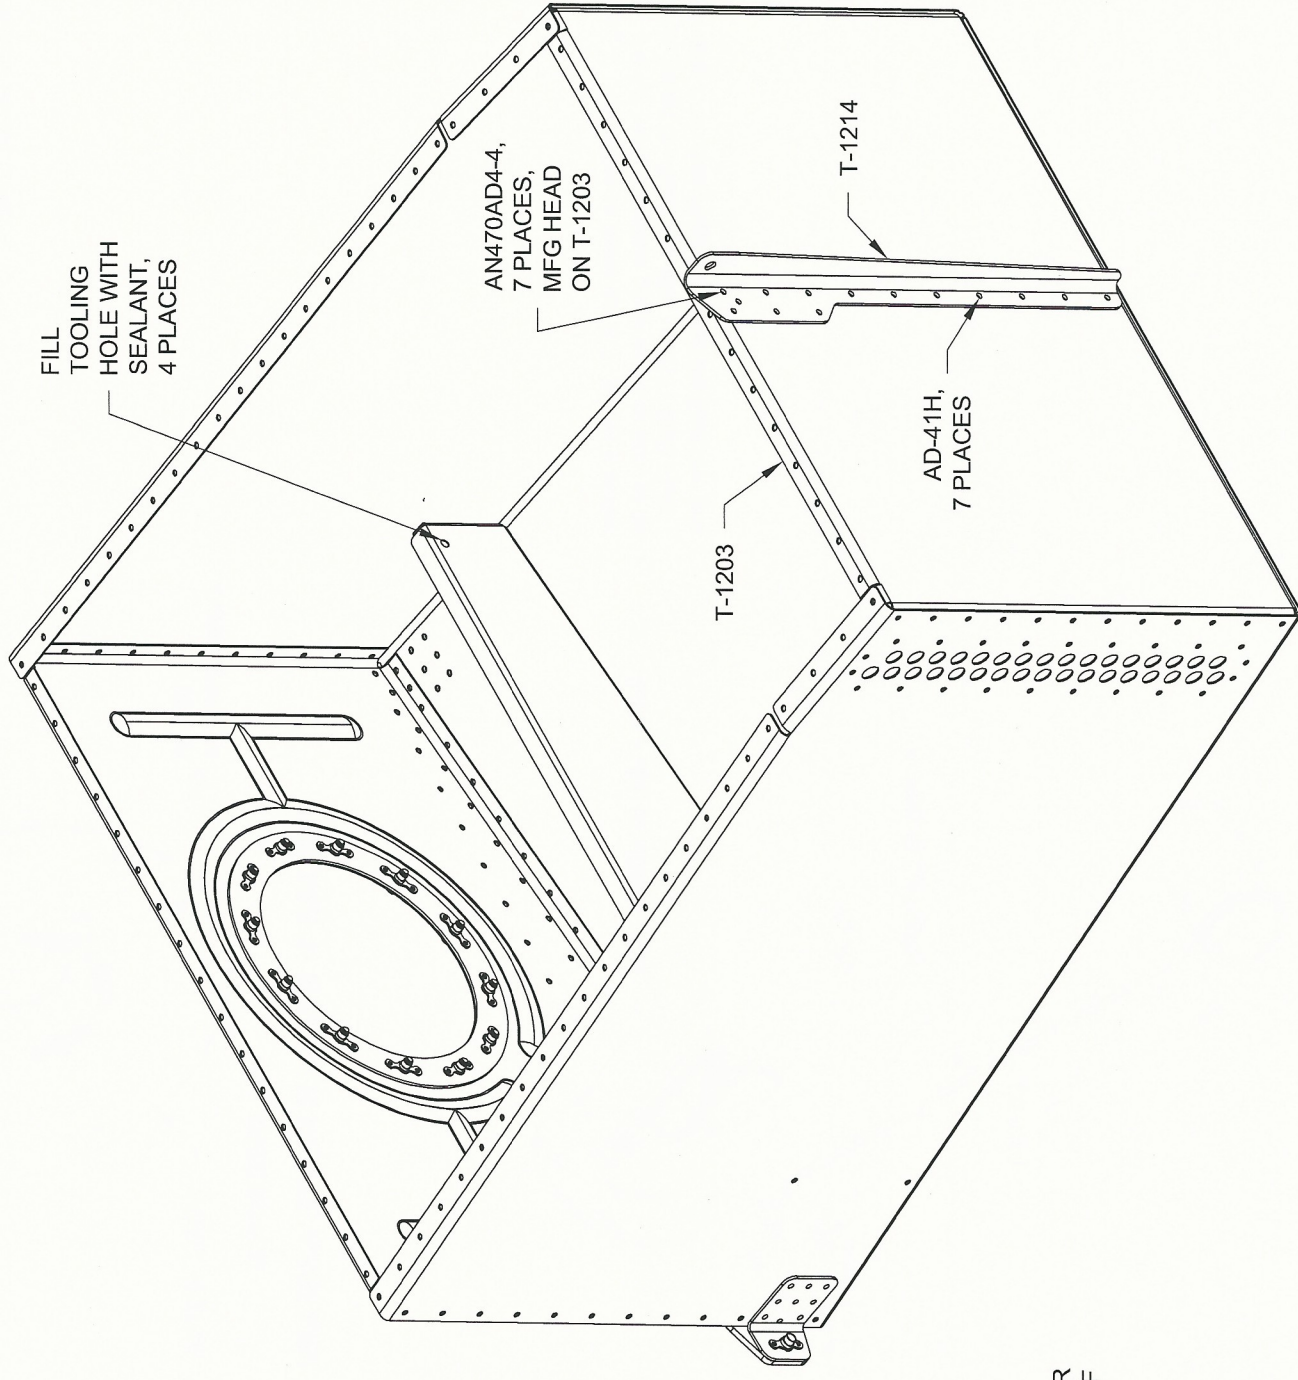 FILL
TOOLING
HOLE WITH
SEALANT,
4 PLACES
AN470AD4-4,
7 PLACES,
MFG HEAD
ON T-1203
T-1214
AD-41H,
7 PLACES
T-1203